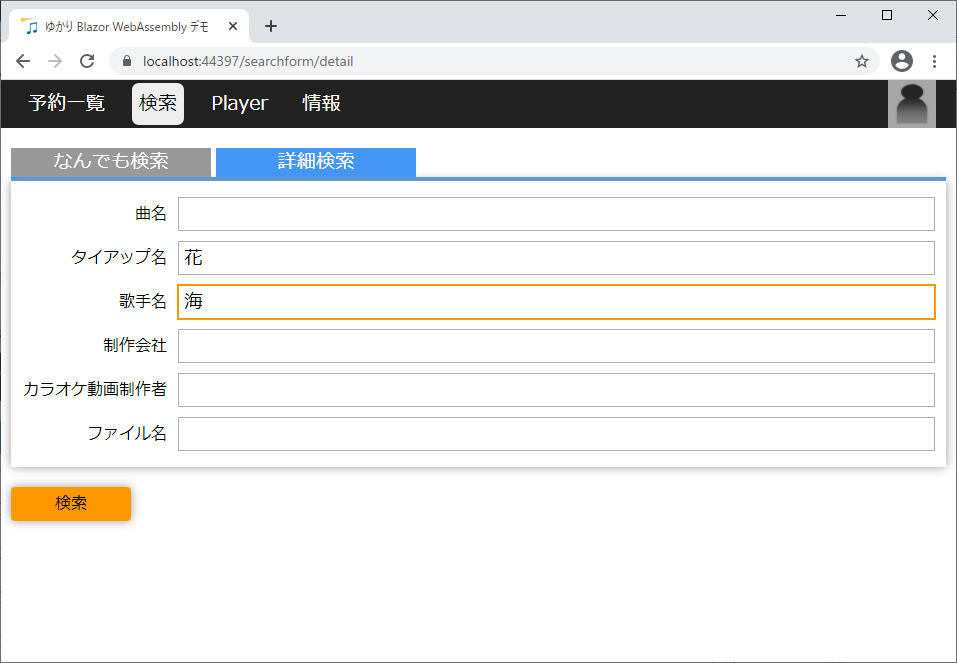 ゆかり Blazor WebAssembly デモ
localhost:44397/searchform/detail
予約一覧 検索 Player 情報
なんでも検索 詳細検索
曲名
タイアップ名 花
歌手名 海
制作会社
カラオケ動画制作者
ファイル名
検索